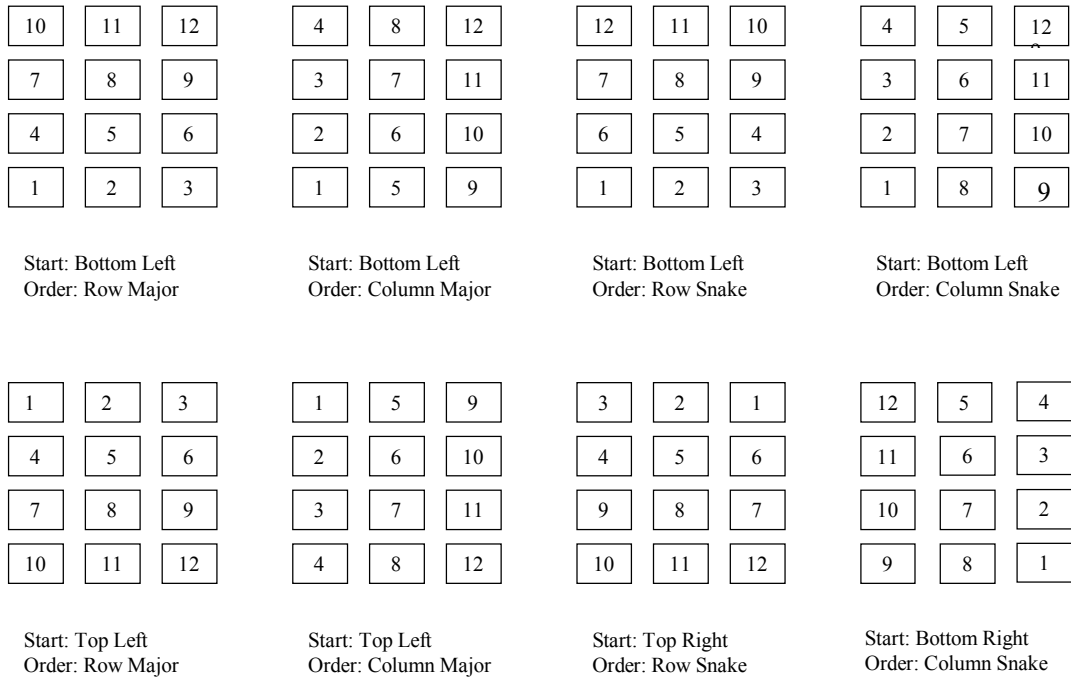 10 11 12 4 8 12 12 11 10 4 5 12
7 8 9 3 7 11 7 8 9 3 6 11
4 5 6 2 6 10 6 5 4 2 7 10
1 2 3 1 5 9 1 2 3 1 8 9
Start: Bottom Left Start: Bottom Left Start: Bottom Left Start: Bottom Left
Order: Row Major Order: Column Major Order: Row Snake Order: Column Snake
1 2 3 1 5 9 3 2 1 12 5 4
4 5 6 2 6 10 4 5 6 11 6 3
7 8 9 3 7 11 9 8 7 10 7 2
10 11 12 4 8 12 10 11 12 9 8 1
Start: Top Left Start: Top Left Start: Top Right Start: Bottom Right
Order: Row Major Order: Column Major Order: Row Snake Order: Column Snake